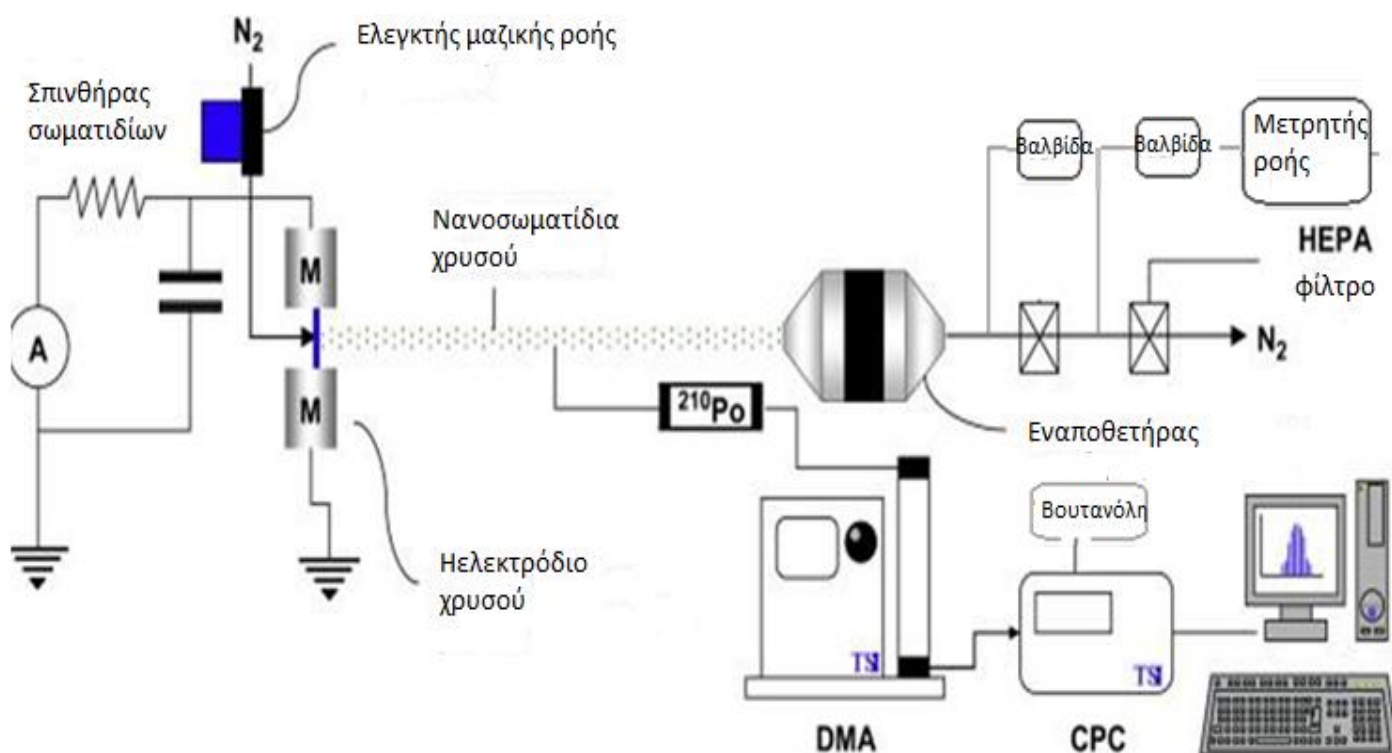 N2
Ελεγκτής μαζικής ροής
Σπινθήρας
σωματιδίων
Βαλβίδα
Βαλβίδα
Μετρητής
ροής
Νανοσωματίδια
χρυσού
M
HEPA
φίλτρο
A
N2
M
210Po
Εναποθετήρας
Βουτανόλη
Ηελεκτρόδιο
χρυσού
TSI
TSI
DMA
CPC